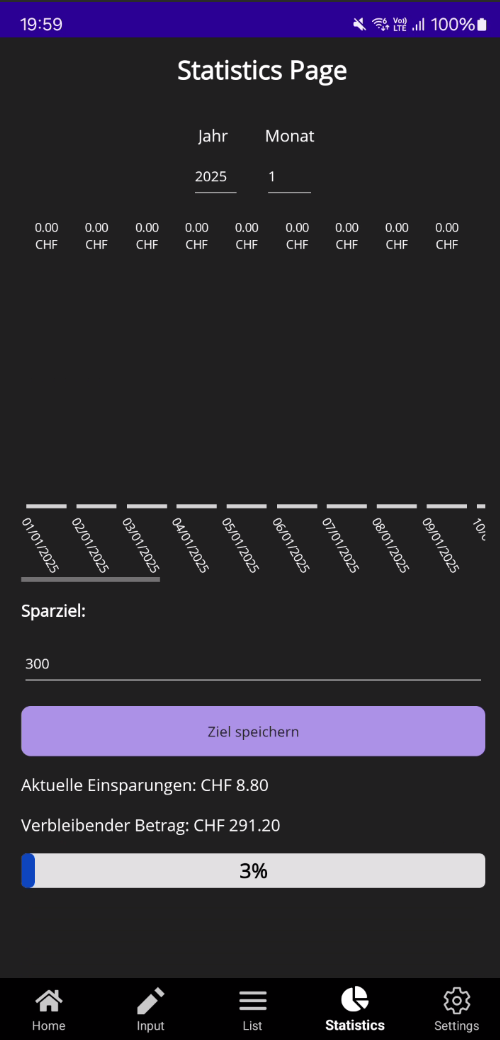 19:59 Vo)) LTE 100%
Statistics Page
Jahr Monat
2025 1
0.00 0.00 0.00 0.00 0.00 0.00 0.00 0.00 0.00
CHF CHF CHF CHF CHF CHF CHF CHF CHF
01/01/2025 02/01/2025 03/01/2025 04/01/2025 05/01/2025 06/01/2025 07/01/2025 08/01/2025 09/01/2025
Sparziel:
300
Ziel speichern
Aktuelle Einsparungen: CHF 8.80
Verbleibender Betrag: CHF 291.20
3%
Home Input List Statistics Settings